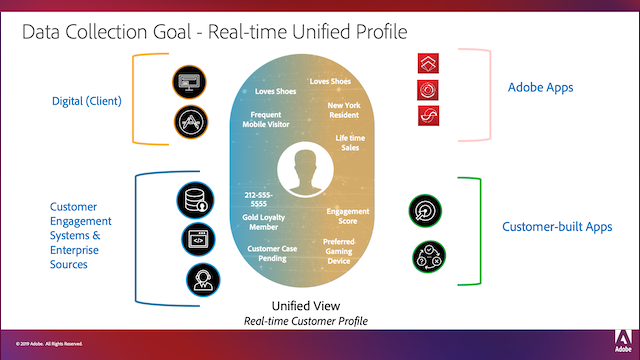 Data Collection Goal - Real-time Unified Profile
Digital (Client)
Loves Shoes
Loves Shoes
Frequent
Mobile Visitor
New York
Resident
Life time
Sales
Adobe Apps
Customer
Engagement
Systems &
Enterprise
Sources
212-555-
5555
Gold Loyalty
Member
Customer Case
Pending
Engagement
Score
Preferred
Gaming
Device
Customer-built Apps
Unified View
Real-time Customer Profile
© 2019 Adobe. All Rights Reserved.
Adobe